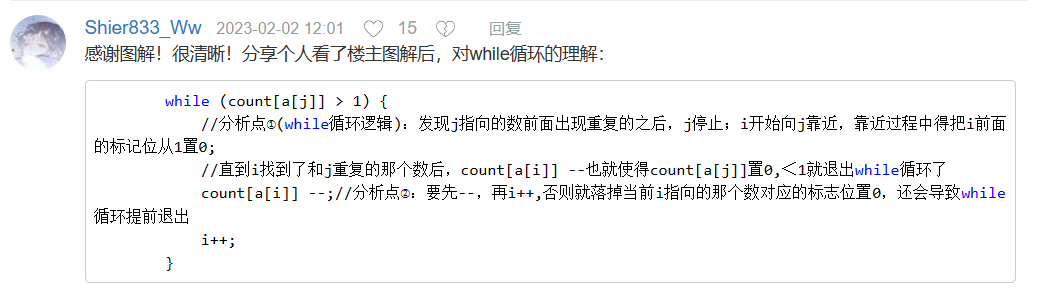 Shier833_Ww 2023-02-02 12:01 15 回复
感谢图解！很清晰！分享个人看了楼主图解后，对while循环的理解：
while (count[a[j]] > 1) {
//分析点①(while循环逻辑)：发现j指向的数前面出现重复的之后，j停止；i开始向j靠近，靠近过程中得把i前面
的标记位从1置0;
//直到i找到了和j重复的那个数后，count[a[i]] --也就使得count[a[j]]置0,＜1就退出while循环了
count[a[i]] --;//分析点②：要先--，再i++,否则就落掉当前i指向的那个数对应的标志位置0，还会导致while
循环提前退出
i++;
}